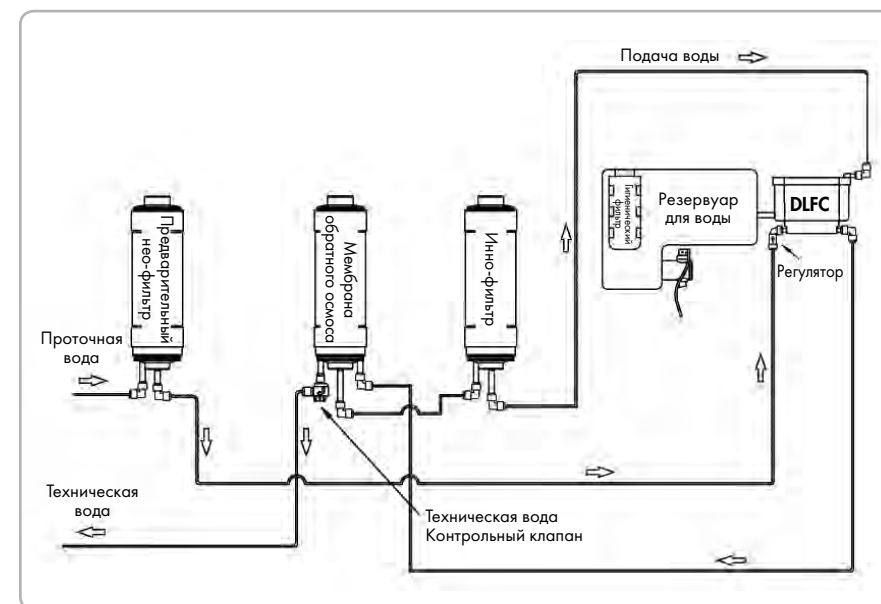 Подача воды
Гигиенический
фильтр
Резервуар
для воды
DLFC
Регулятор
Предворительный
нео-фильтр
Мембрана
обратного осмоса
Инно-фильтр
Проточная
вода
Техническая
вода
Техническая вода
Контрольный клапан